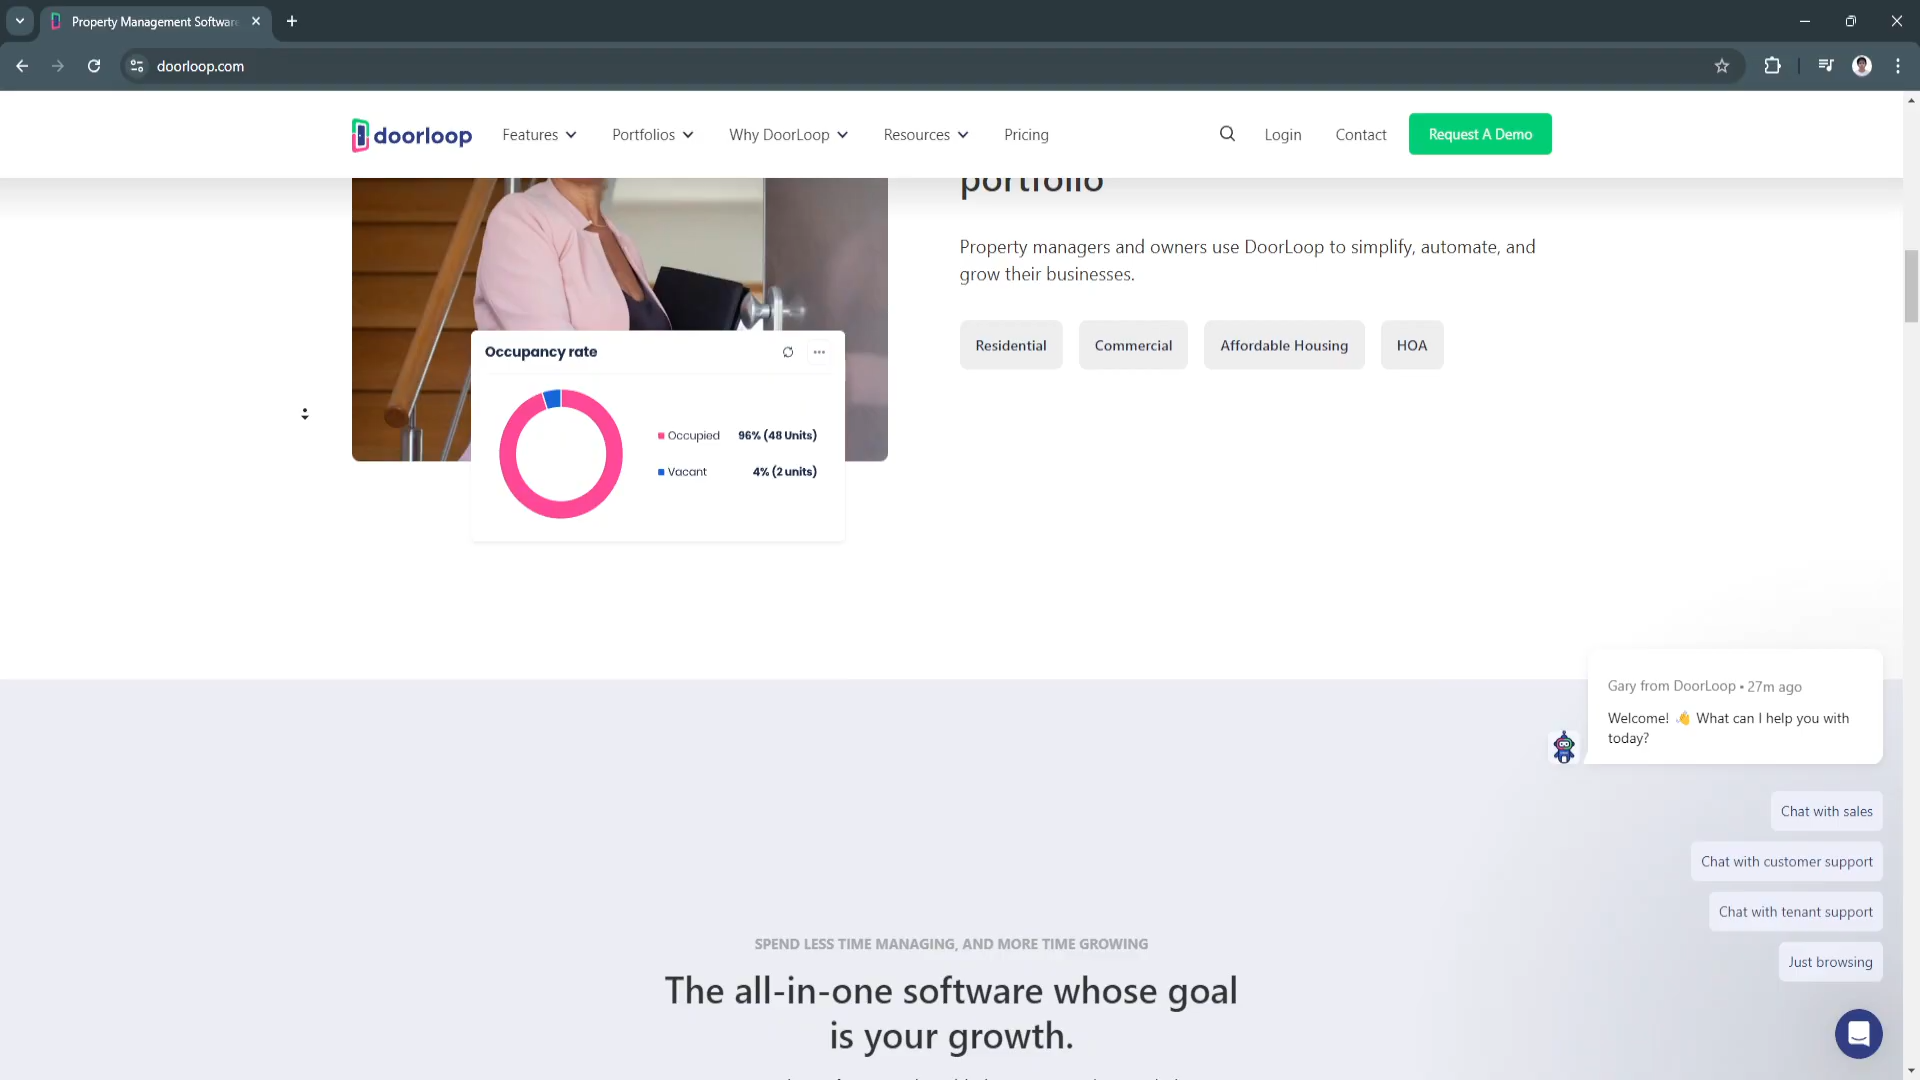 Property Management Softwar
doorloop.com
doorloop
Features
Portfolios
Why DoorLoop
Resources
Pricing
Login
Contact
Request A Demo
portfolio
Property managers and owners use DoorLoop to simplify, automate, and
grow their businesses.
Residential
Commercial
Affordable Housing
HOA
Occupancy rate
Occupied 96% (48 Units)
Vacant 4% (2 units)
Gary from DoorLoop • 27m ago
Welcome! 👋 What can I help you with
today?
Chat with sales
Chat with customer support
Chat with tenant support
Just browsing
SPEND LESS TIME MANAGING, AND MORE TIME GROWING
The all-in-one software whose goal
is your growth.